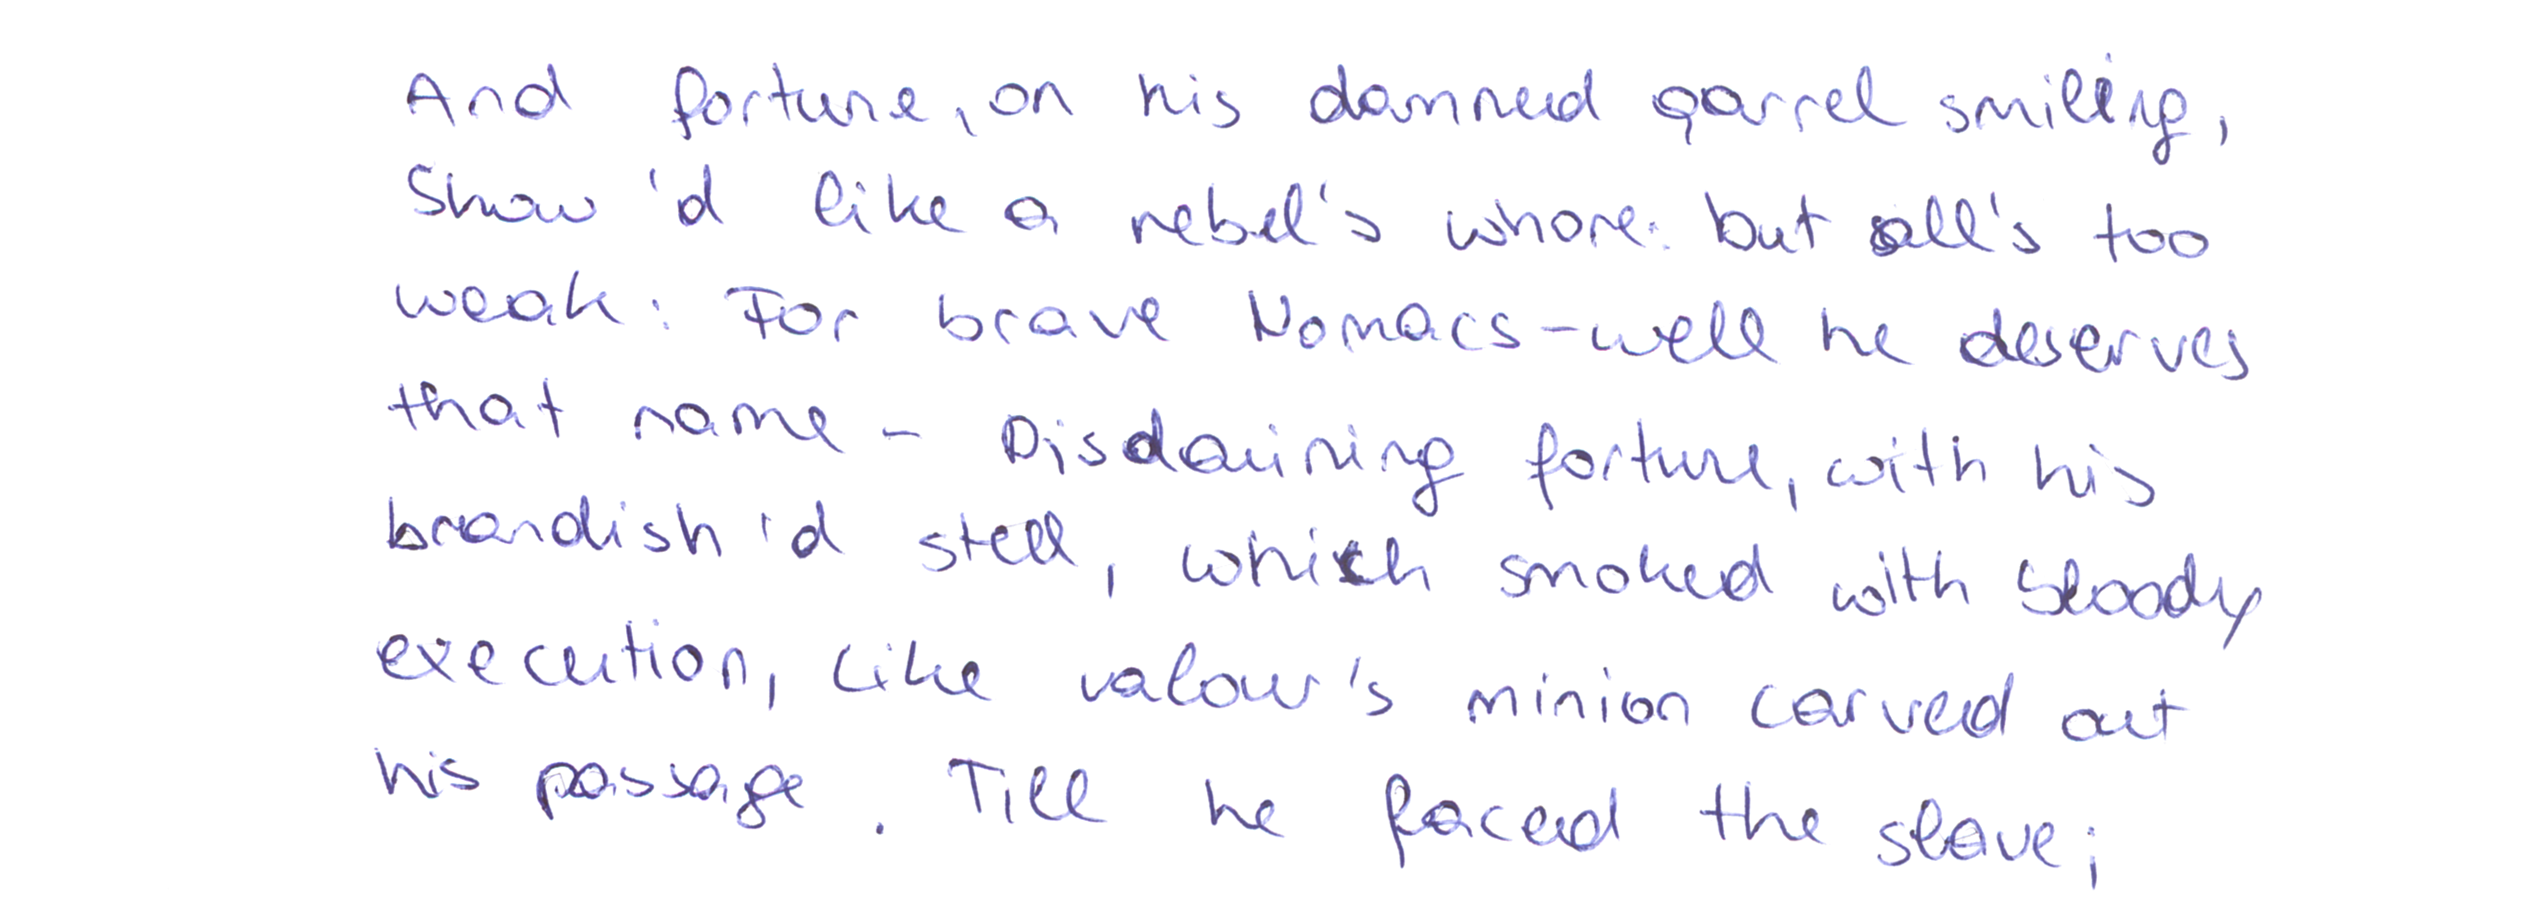 And fortune, on his damned qarrel smiling,
Show'd like a rebel's whore: but all's too
weak: For brave Nomacs-well he deserves
that name - Disdaining fortune, with his
brandish'd steel, which smoked with bloody
execution, Like valour's minion carved out
his passage. Till he faced the slave;